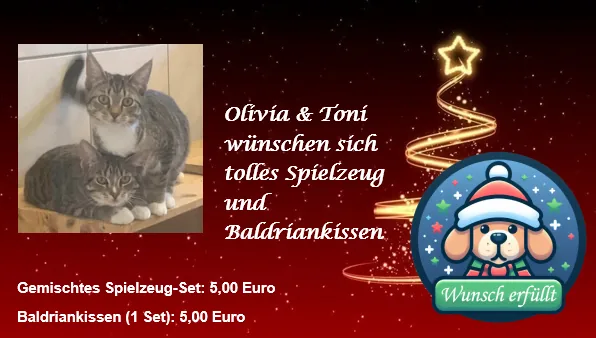 Olivia & Toni
wünschen sich
tolles Spielzeug
und
Baldriankissen
Wunsch erfüllt
Gemischtes Spielzeug-Set: 5,00 Euro
Baldriankissen (1 Set): 5,00 Euro